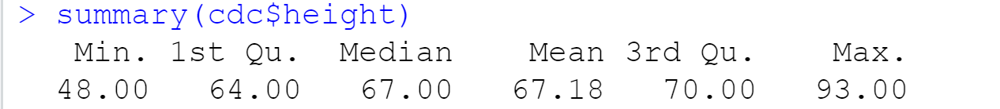 > summary(cdc$height)
Min. 1st Qu. Median Mean 3rd Qu. Max.
48.00 64.00 67.00 67.18 70.00 93.00